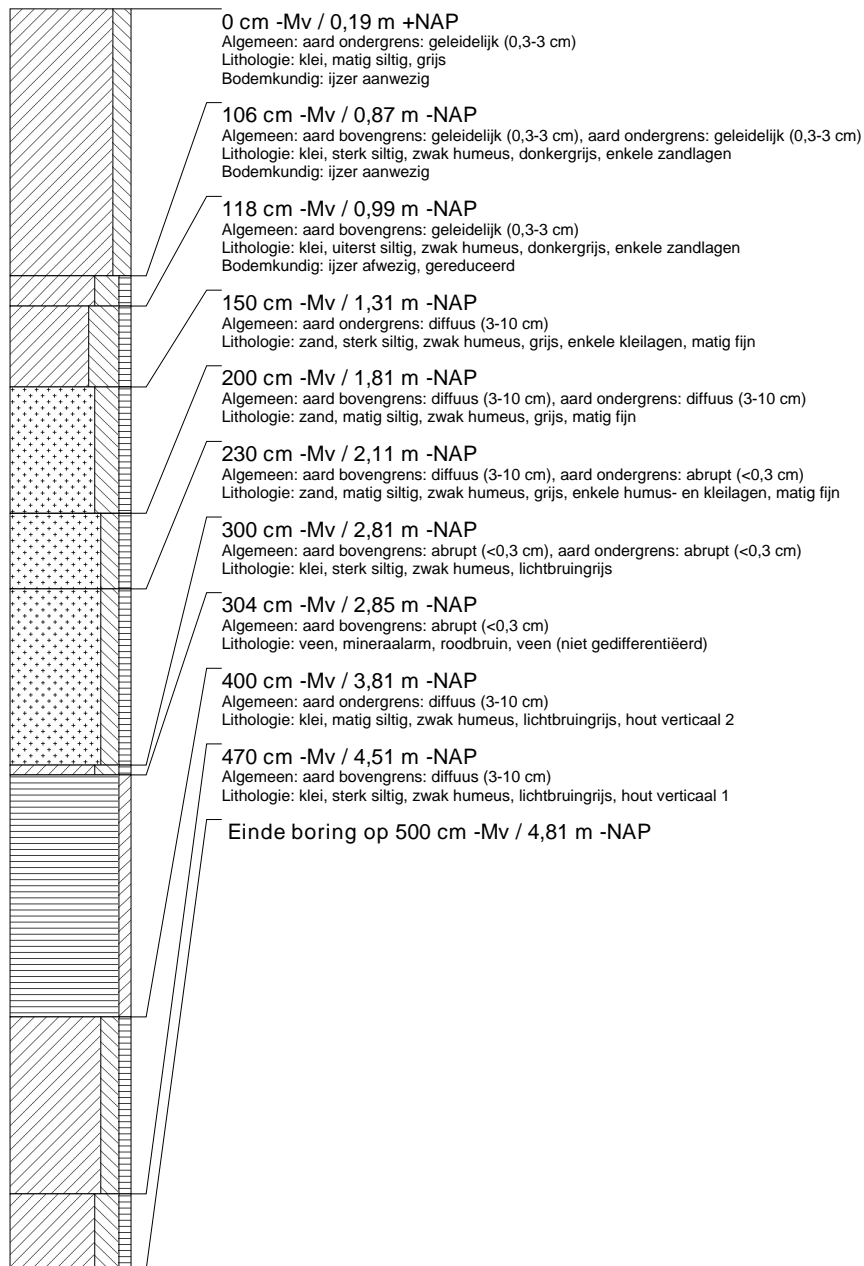 0 cm -Mv / 0,19 m +NAP
Algemeen: aard ondergrens: geleidelijk (0,3-3 cm)
Lithologie: klei, matig siltig, grijs
Bodemkundig: ijzer aanwezig
106 cm -Mv / 0,87 m -NAP
Algemeen: aard bovengrens: geleidelijk (0,3-3 cm), aard ondergrens: geleidelijk (0,3-3 cm)
Lithologie: klei, sterk siltig, zwak humeus, donkergrijs, enkele zandlagen
Bodemkundig: ijzer aanwezig
118 cm -Mv / 0,99 m -NAP
Algemeen: aard bovengrens: geleidelijk (0,3-3 cm)
Lithologie: klei, uiterst siltig, zwak humeus, donkergrijs, enkele zandlagen
Bodemkundig: ijzer afwezig, gereduceerd
150 cm -Mv / 1,31 m -NAP
Algemeen: aard ondergrens: diffuus (3-10 cm)
Lithologie: zand, sterk siltig, zwak humeus, grijs, enkele kleilagen, matig fijn
200 cm -Mv / 1,81 m -NAP
Algemeen: aard bovengrens: diffuus (3-10 cm), aard ondergrens: diffuus (3-10 cm)
Lithologie: zand, matig siltig, zwak humeus, grijs, matig fijn
230 cm -Mv / 2,11 m -NAP
Algemeen: aard bovengrens: diffuus (3-10 cm), aard ondergrens: abrupt (<0,3 cm)
Lithologie: zand, matig siltig, zwak humeus, grijs, enkele humus- en kleilagen, matig fijn
300 cm -Mv / 2,81 m -NAP
Algemeen: aard bovengrens: abrupt (<0,3 cm), aard ondergrens: abrupt (<0,3 cm)
Lithologie: klei, sterk siltig, zwak humeus, lichtbruingrijs
304 cm -Mv / 2,85 m -NAP
Algemeen: aard bovengrens: abrupt (<0,3 cm)
Lithologie: veen, mineraalarm, roodbruin, veen (niet gedifferentiëerd)
400 cm -Mv / 3,81 m -NAP
Algemeen: aard ondergrens: diffuus (3-10 cm)
Lithologie: klei, matig siltig, zwak humeus, lichtbruingrijs, hout verticaal 2
470 cm -Mv / 4,51 m -NAP
Algemeen: aard bovengrens: diffuus (3-10 cm)
Lithologie: klei, sterk siltig, zwak humeus, lichtbruingrijs, hout verticaal 1
Einde boring op 500 cm -Mv / 4,81 m -NAP